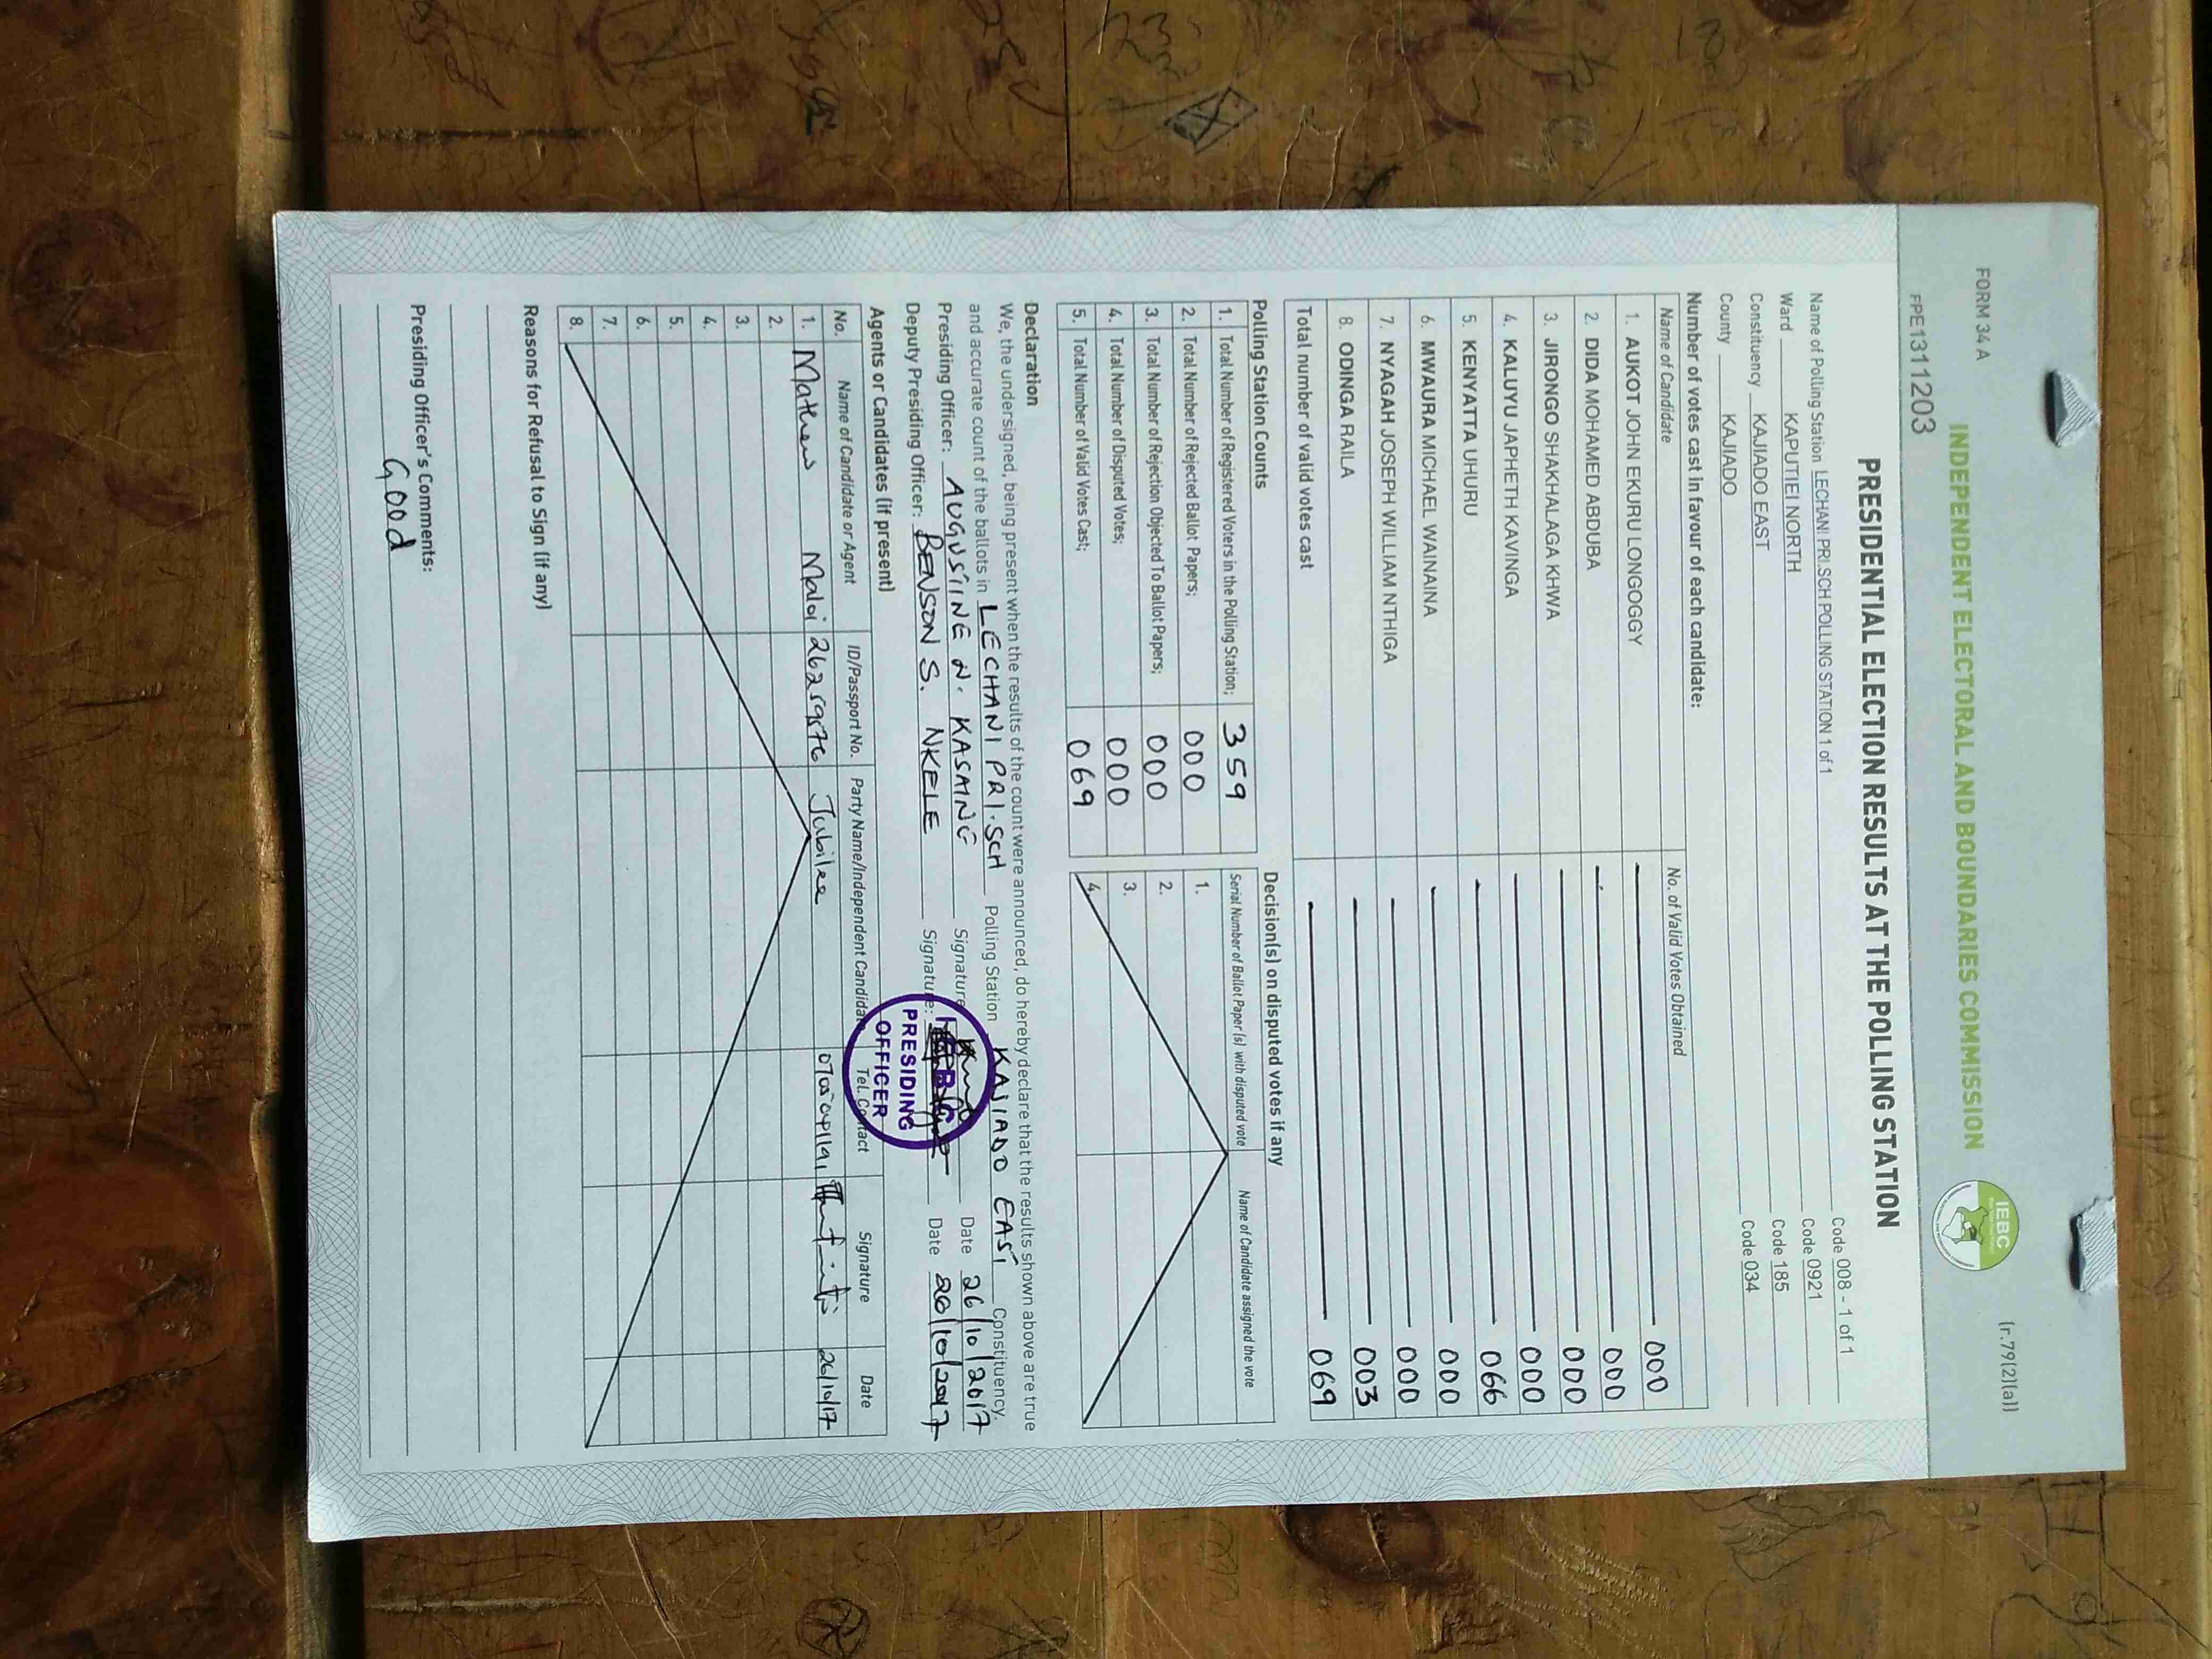 FORM 34 A
(r.79(2)(a))
INDEPENDENT ELECTORAL AND BOUNDARIES COMMISSION
IEBC
FPE1311203
PRESIDENTIAL ELECTION RESULTS AT THE POLLING STATION
Name of Polling Station LECHANI PRI.SCH POLLING STATION 1 of 1 Code 008 - 1 of 1
Ward KAPUTIEI NORTH Code 0921
Constituency KAJIADO EAST Code 185
County KAJIADO Code 034
Number of votes cast in favour of each candidate:
Name of Candidate No. of Valid Votes Obtained
1. AUKOT JOHN EKURU LONGOGGY 000
2. DIDA MOHAMED ABDUBA 000
3. JIRONGO SHAKHALAGA KHWA 000
4. KALUYU JAPHETH KAVINGA 000
5. KENYATTA UHURU 066
6. MWAURA MICHAEL WAINAINA 000
7. NYAGAH JOSEPH WILLIAM NTHIGA 000
8. ODINGA RAILA 003
Total number of valid votes cast 069
Polling Station Counts
1. Total Number of Registered Voters in the Polling Station; 359
2. Total Number of Rejected Ballot Papers; 000
3. Total Number of Rejection Objected To Ballot Papers; 000
4. Total Number of Disputed Votes; 000
5. Total Number of Valid Votes Cast; 069
Decision(s) on disputed votes if any
Serial Number of Ballot Paper (s) with disputed vote Name of Candidate assigned the vote
1.
2.
3.
4.
Declaration
We, the undersigned, being present when the results of the count were announced, do hereby declare that the results shown above are true
and accurate count of the ballots in LECHANI PRI.SCH Polling Station KAJIADO EAST Constituency.
Presiding Officer: AUGUSTINE N. KASAINE Signature Date 26/10/2017
Deputy Presiding Officer: BENSON S. NKELE Signature: Date 26/10/2017
IEBC
PRESIDING
OFFICER
Agents or Candidates (if present)
No. Name of Candidate or Agent ID/Passport No. Party Name/Independent Candidate Tel. Contact Signature Date
1. Mathew Maloi Jubilee 26/10/17
2.
3.
4.
5.
6.
7.
8.
Reasons for Refusal to Sign (if any)
Presiding Officer's Comments:
Good